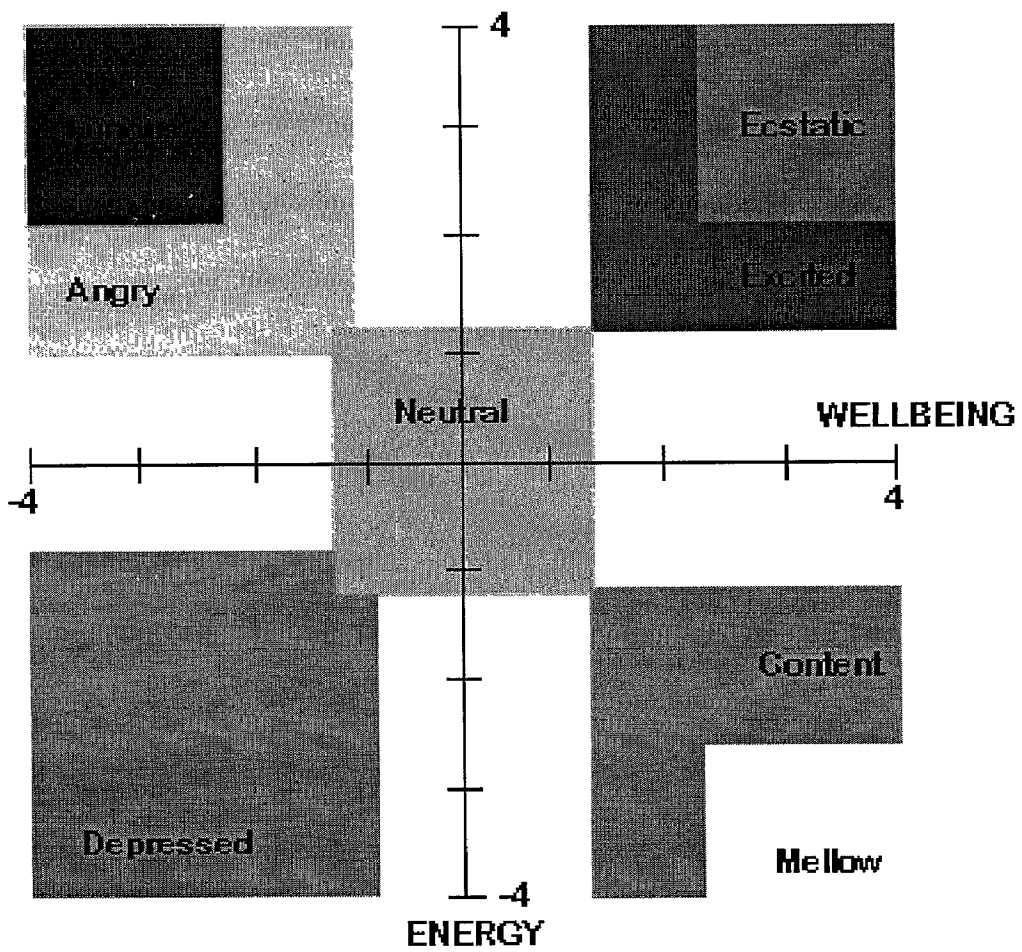 4
Ecstatic
Angry
Excited
Neutral
WELLBEING
-4
4
Content
Depressed
Mellow
-4
ENERGY